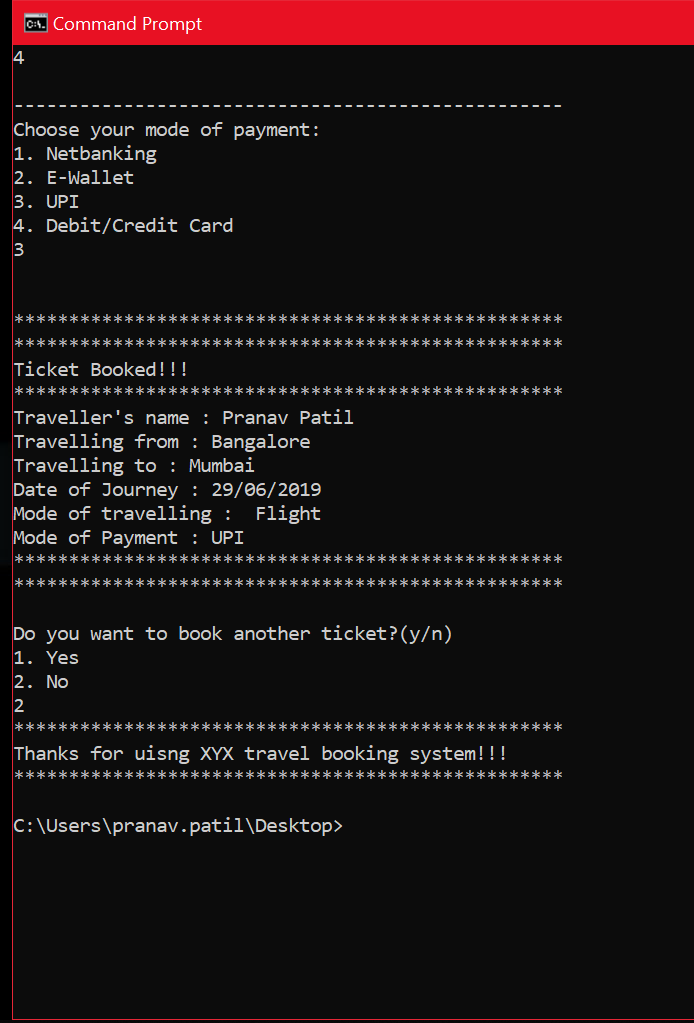 Command Prompt
4
--------------------------------------------------
Choose your mode of payment:
1. Netbanking
2. E-Wallet
3. UPI
4. Debit/Credit Card
3
**************************************************
**************************************************
Ticket Booked!!!
**************************************************
Traveller's name : Pranav Patil
Travelling from : Bangalore
Travelling to : Mumbai
Date of Journey : 29/06/2019
Mode of travelling :  Flight
Mode of Payment : UPI
**************************************************
**************************************************
Do you want to book another ticket?(y/n)
1. Yes
2. No
2
**************************************************
Thanks for uisng XYX travel booking system!!!
**************************************************
C:\Users\pranav.patil\Desktop>